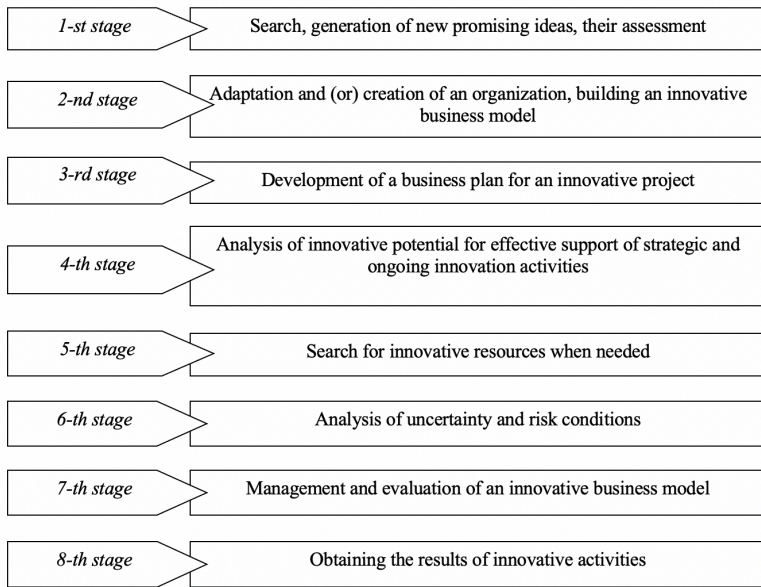 1-st stage
Search, generation of new promising ideas, their assessment
2-nd stage
Adaptation and (or) creation of an organization, building an innovative
business model
3-rd stage
Development of a business plan for an innovative project
4-th stage
Analysis of innovative potential for effective support of strategic and
ongoing innovation activities
5-th stage
Search for innovative resources when needed
6-th stage
Analysis of uncertainty and risk conditions
7-th stage
Management and evaluation of an innovative business model
8-th stage
Obtaining the results of innovative activities